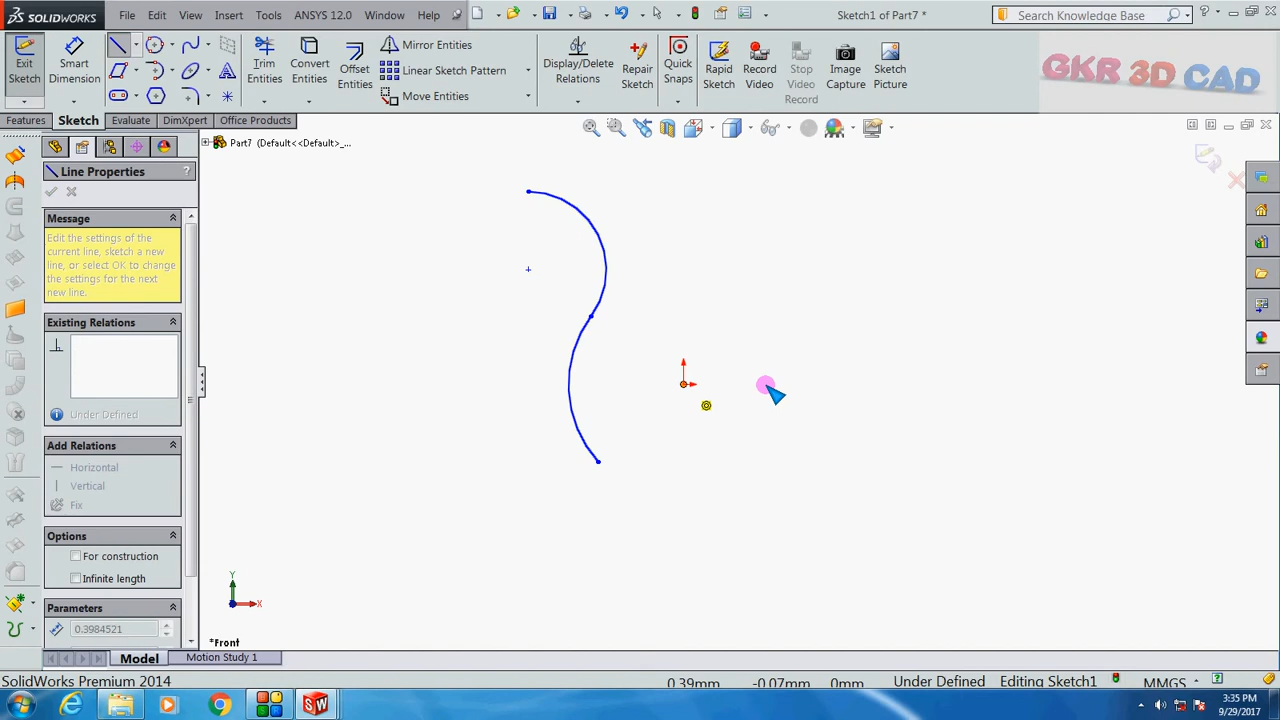 SOLIDWORKS
File Edit View Insert Tools ANSYS 12.0 Window Help
Sketch1 of Part7 *
Search Knowledge Base
Exit Sketch
Smart Dimension
Trim Entities
Convert Entities
Offset Entities
Mirror Entities
Linear Sketch Pattern
Move Entities
Display/Delete Relations
Repair Sketch
Quick Snaps
Rapid Sketch
Record Video
Stop Video Record
Image Capture
Sketch Picture
GKR 3D CAD
Features Sketch Evaluate DimXpert Office Products
Part7 (Default<<Default>_...
Line Properties ?
Message
Edit the settings of the
current line, sketch a new
line, or select OK to change
the settings for the next
new line.
Existing Relations
Under Defined
Add Relations
Horizontal
Vertical
Fix
Options
For construction
Infinite length
Parameters
0.3984521
Y
X
*Front
Model Motion Study 1
SolidWorks Premium 2014
0.39mm -0.07mm 0mm Under Defined Editing Sketch1 MMGS
3:35 PM
9/29/2017